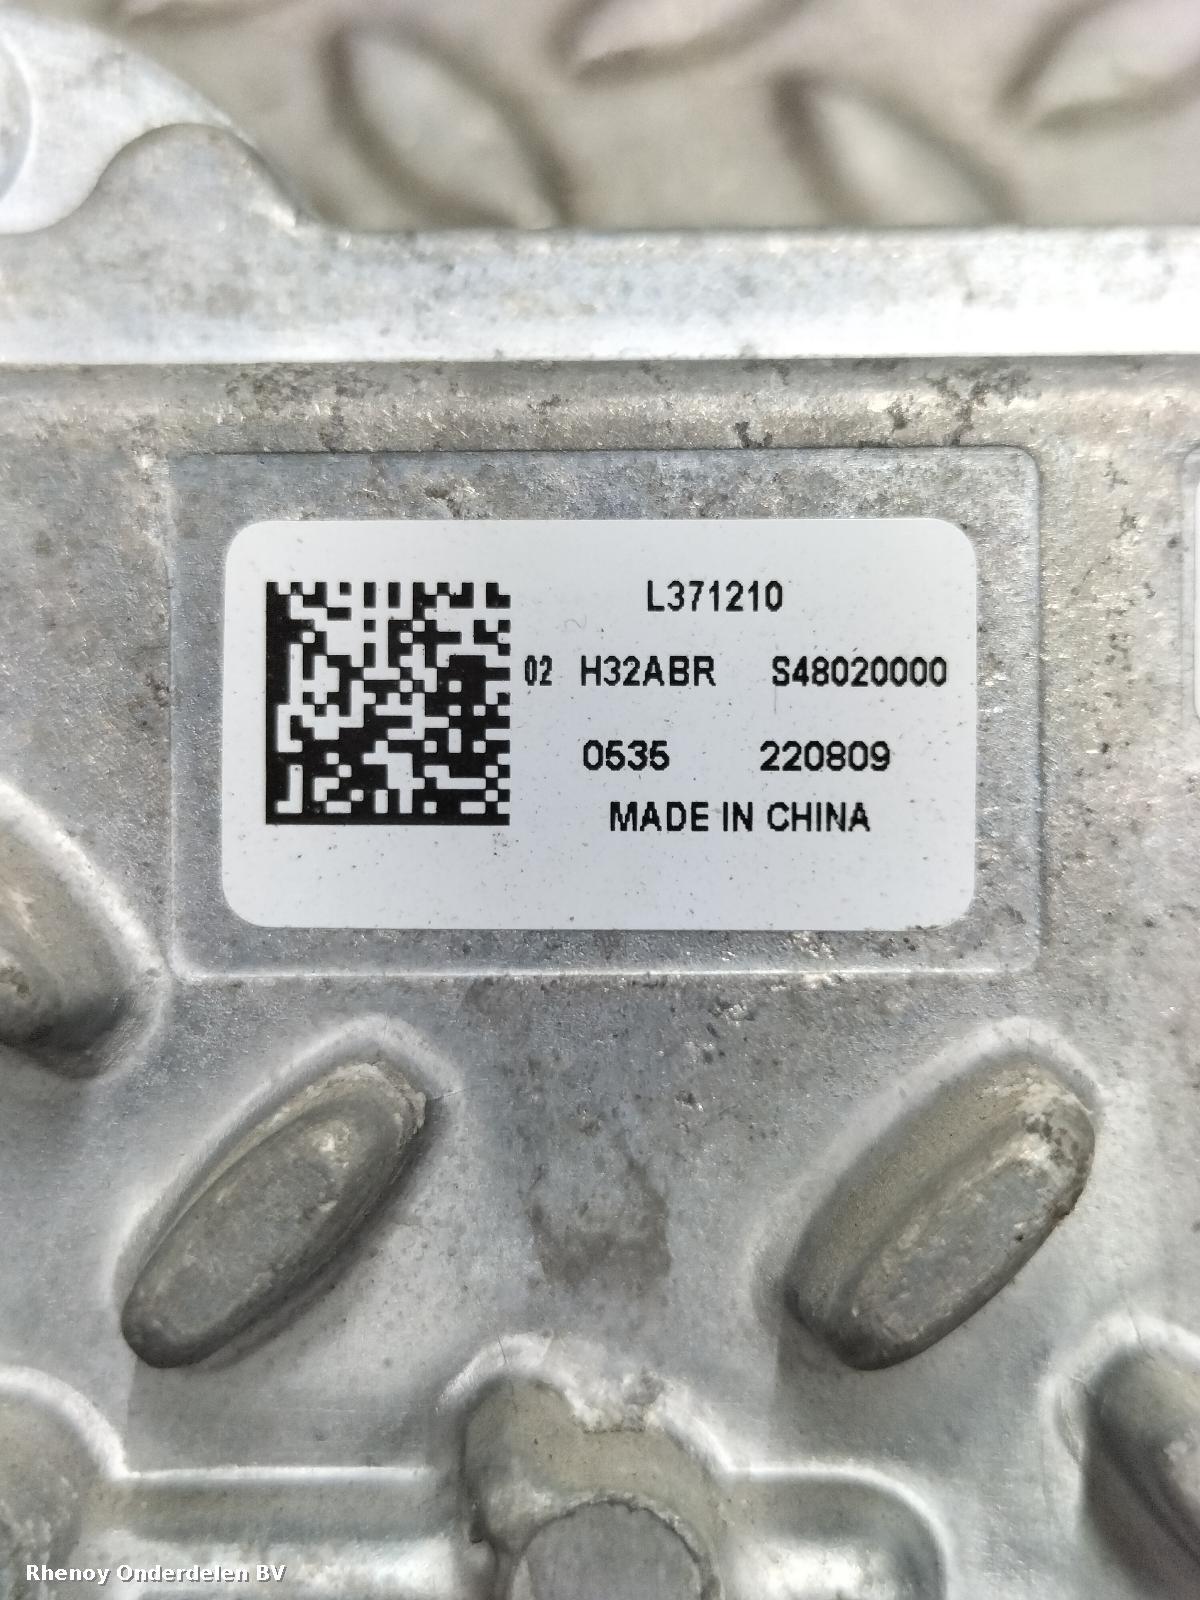 L371210
02 H32ABR S48020000
0535 220809
MADE IN CHINA
Rhenoy Onderdelen BV